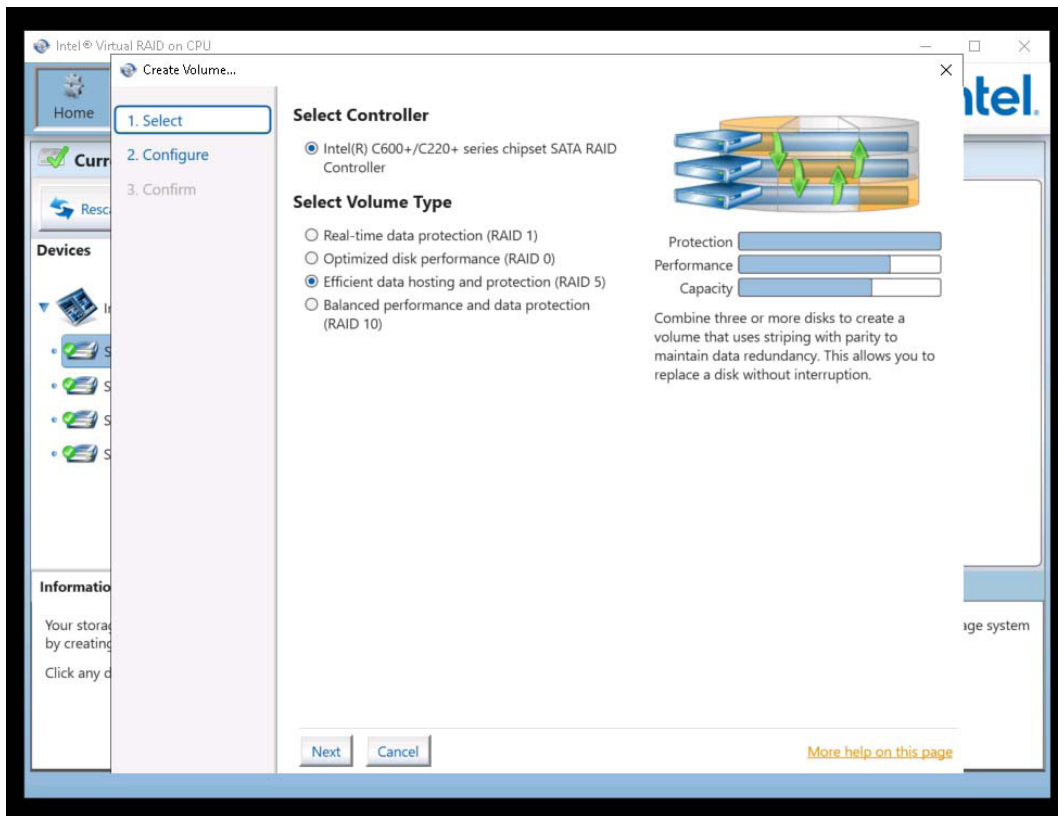 Intel® Virtual RAID on CPU
Create Volume...
Home
intel.
1. Select
2. Configure
3. Confirm
Select Controller
Intel(R) C600+/C220+ series chipset SATA RAID
Controller
Select Volume Type
Real-time data protection (RAID 1)
Optimized disk performance (RAID 0)
Efficient data hosting and protection (RAID 5)
Balanced performance and data protection
(RAID 10)
Protection
Performance
Capacity
Combine three or more disks to create a
volume that uses striping with parity to
maintain data redundancy. This allows you to
replace a disk without interruption.
Devices
Your
by creating
age system
Click any d
Next
Cancel
More help on this page